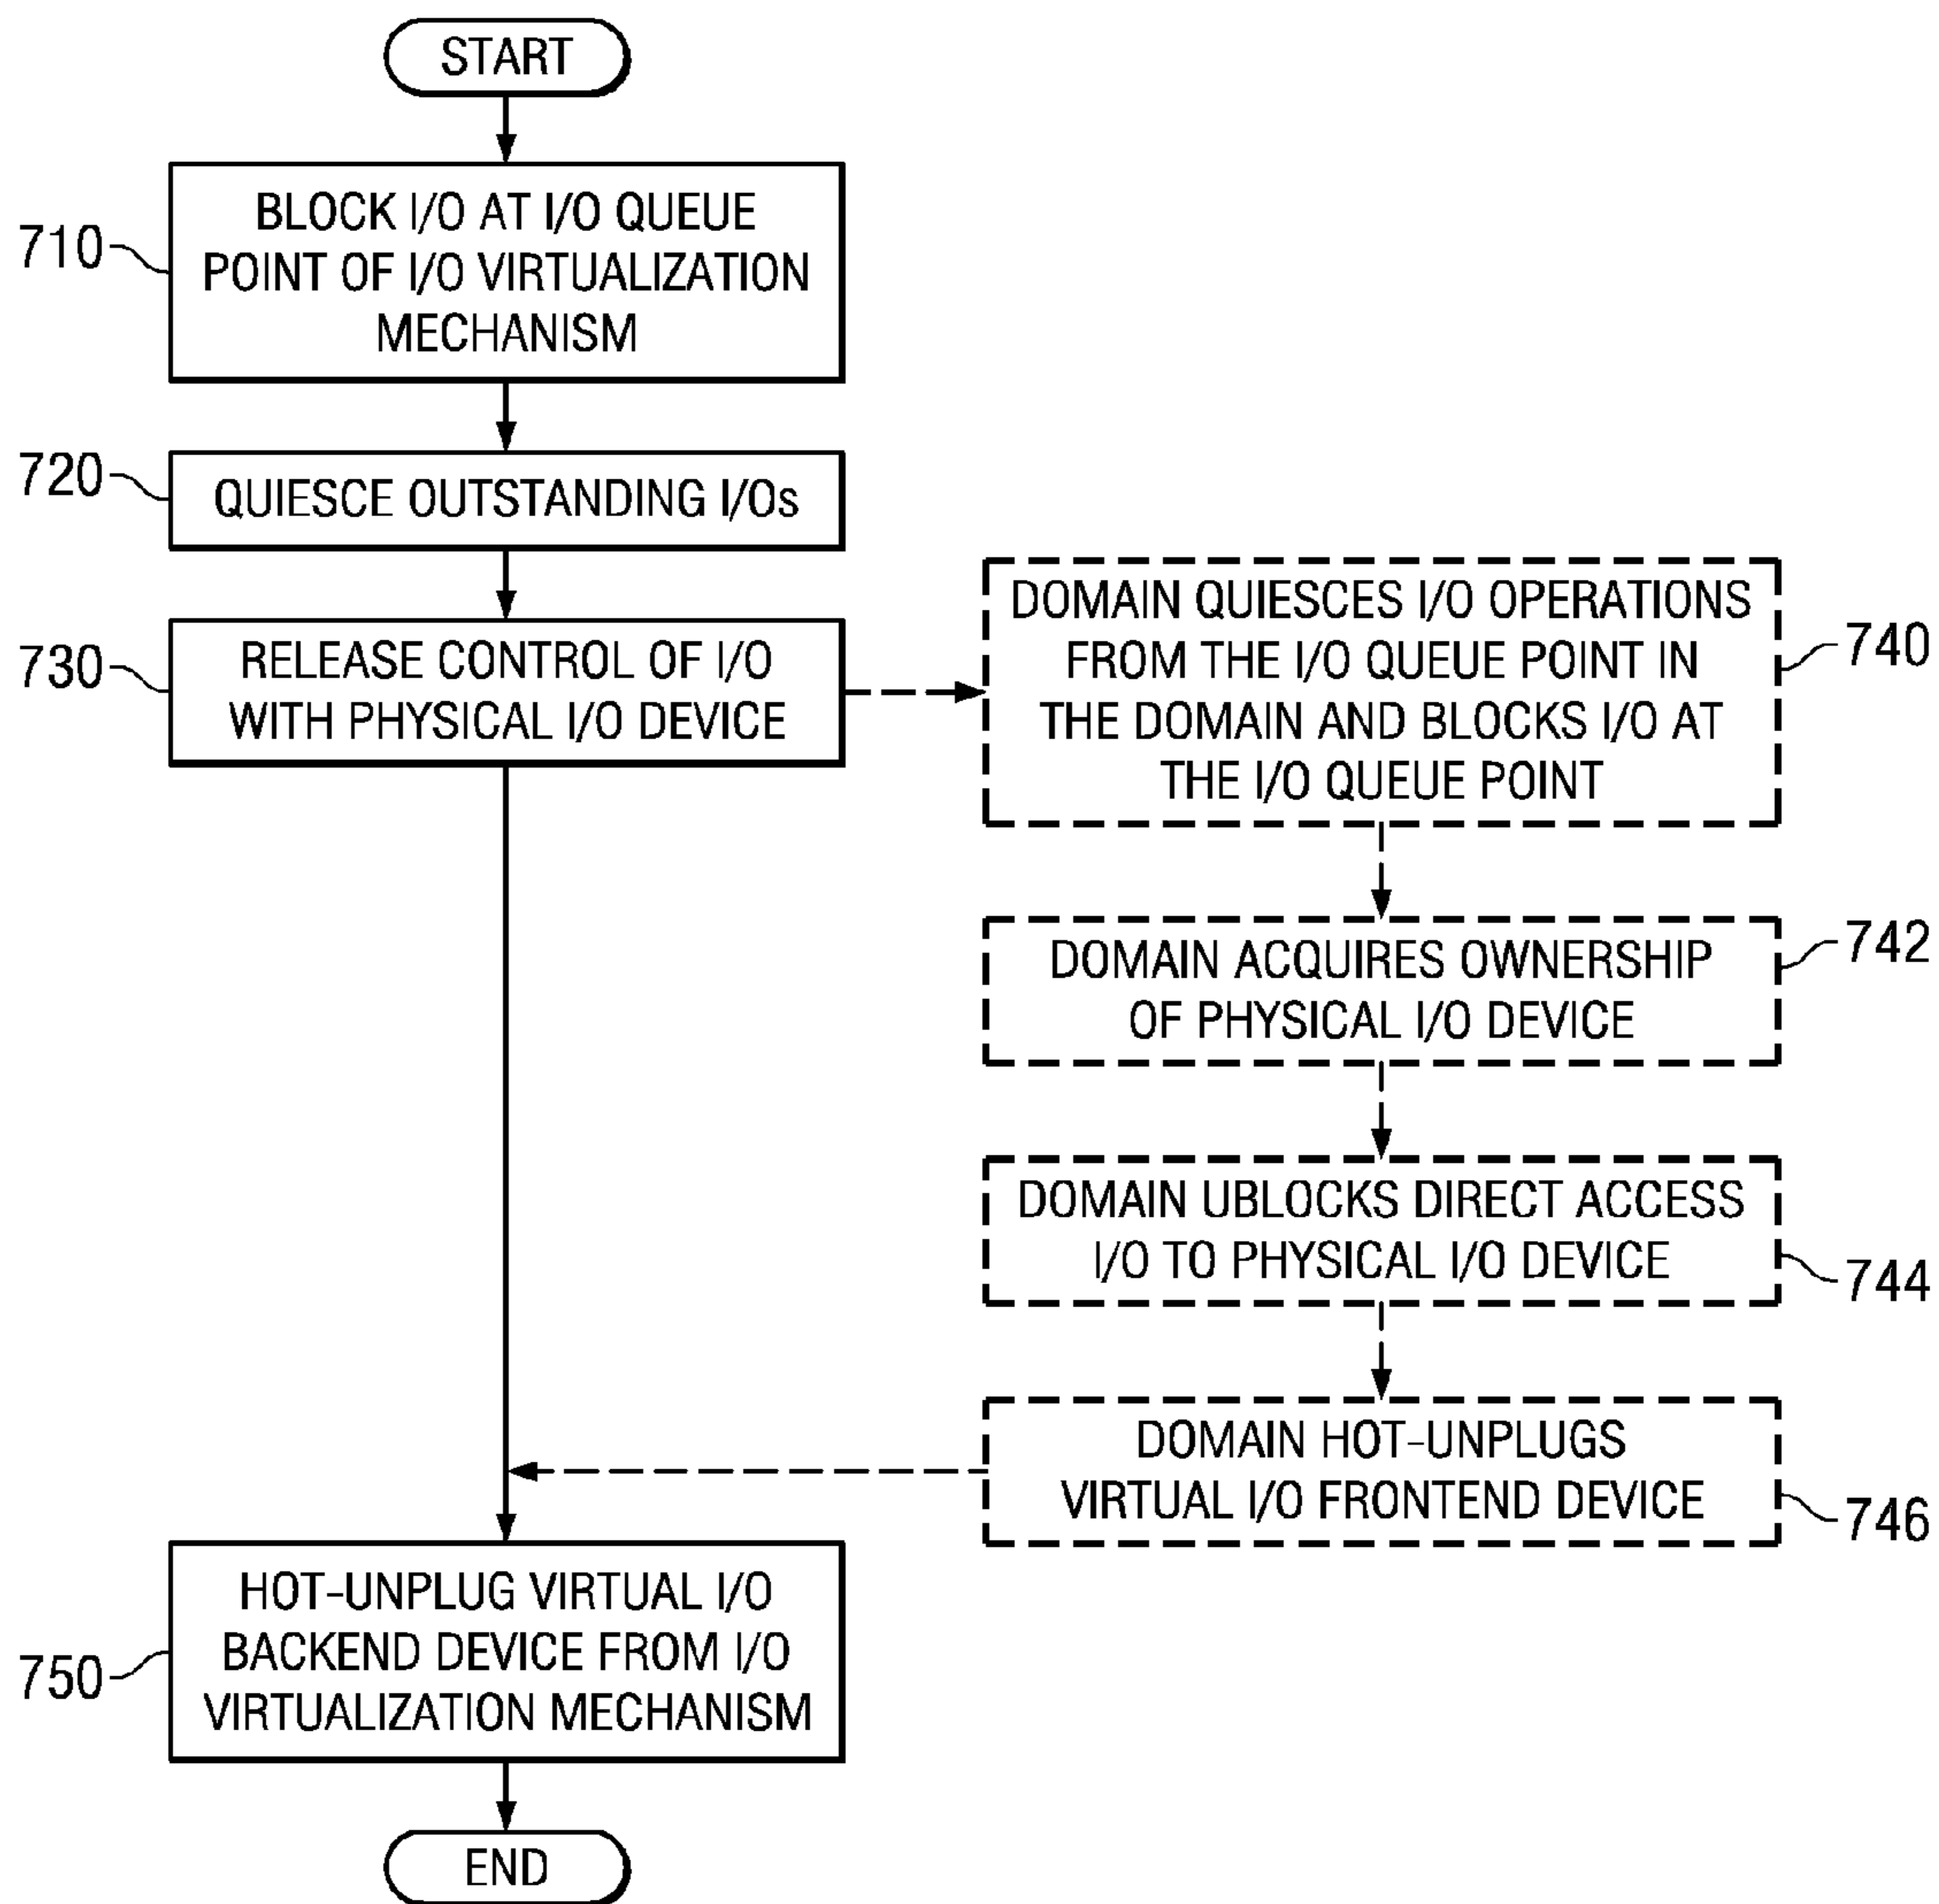 START
710
BLOCK I/O AT I/O QUEUE
POINT OF I/O VIRTUALIZATION
MECHANISM
720
QUIESCE OUTSTANDING I/Os
730
RELEASE CONTROL OF I/O
WITH PHYSICAL I/O DEVICE
DOMAIN QUIESCES I/O OPERATIONS
FROM THE I/O QUEUE POINT IN
THE DOMAIN AND BLOCKS I/O AT
THE I/O QUEUE POINT
740
DOMAIN ACQUIRES OWNERSHIP
OF PHYSICAL I/O DEVICE
742
DOMAIN UBLOCKS DIRECT ACCESS
I/O TO PHYSICAL I/O DEVICE
744
DOMAIN HOT-UNPLUGS
VIRTUAL I/O FRONTEND DEVICE
746
750
HOT-UNPLUG VIRTUAL I/O
BACKEND DEVICE FROM I/O
VIRTUALIZATION MECHANISM
END